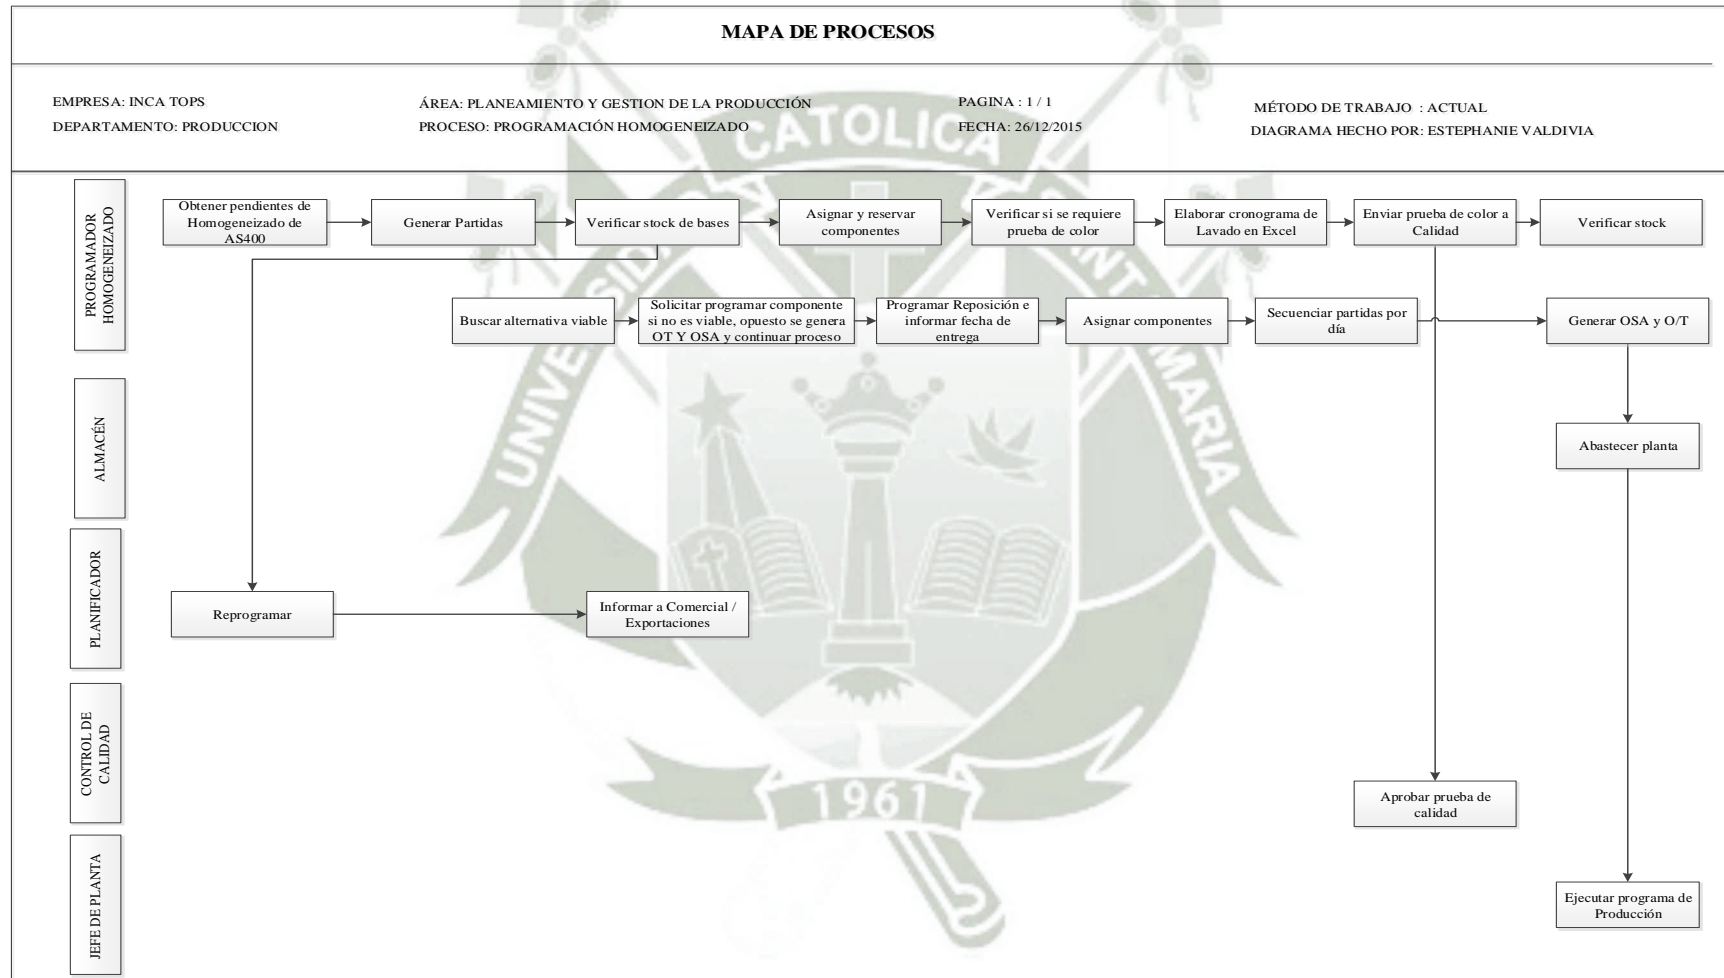 MAPA DE PROCESOS
EMPRESA: INCA TOPS
DEPARTAMENTO: PRODUCCION
ÁREA: PLANEAMIENTO Y GESTION DE LA PRODUCCIÓN
PROCESO: PROGRAMACIÓN HOMOGENEIZADO
PAGINA : 1 / 1
FECHA: 26/12/2015
MÉTODO DE TRABAJO : ACTUAL
DIAGRAMA HECHO POR: ESTEPHANIE VALDIVIA
PROGRAMADOR
HOMOGENEIZADO
Obtener pendientes de
Homogeneizado de
AS400
Generar Partidas
Verificar stock de bases
Asignar y reservar
componentes
Verificar si se requiere
prueba de color
Elaborar cronograma de
Lavado en Excel
Enviar prueba de color a
Calidad
Verificar stock
Buscar alternativa viable
Solicitar programar componente
si no es viable, opuesto se genera
OT Y OSA y continuar proceso
Programar Reposición e
informar fecha de
entrega
Asignar componentes
Secuenciar partidas por
día
Generar OSA y O/T
ALMACÉN
Abastecer planta
PLANIFICADOR
Reprogramar
Informar a Comercial /
Exportaciones
CONTROL DE
CALIDAD
Aprobar prueba de
calidad
JEFE DE PLANTA
Ejecutar programa de
Producción
CATOLICA
1961
MARIA